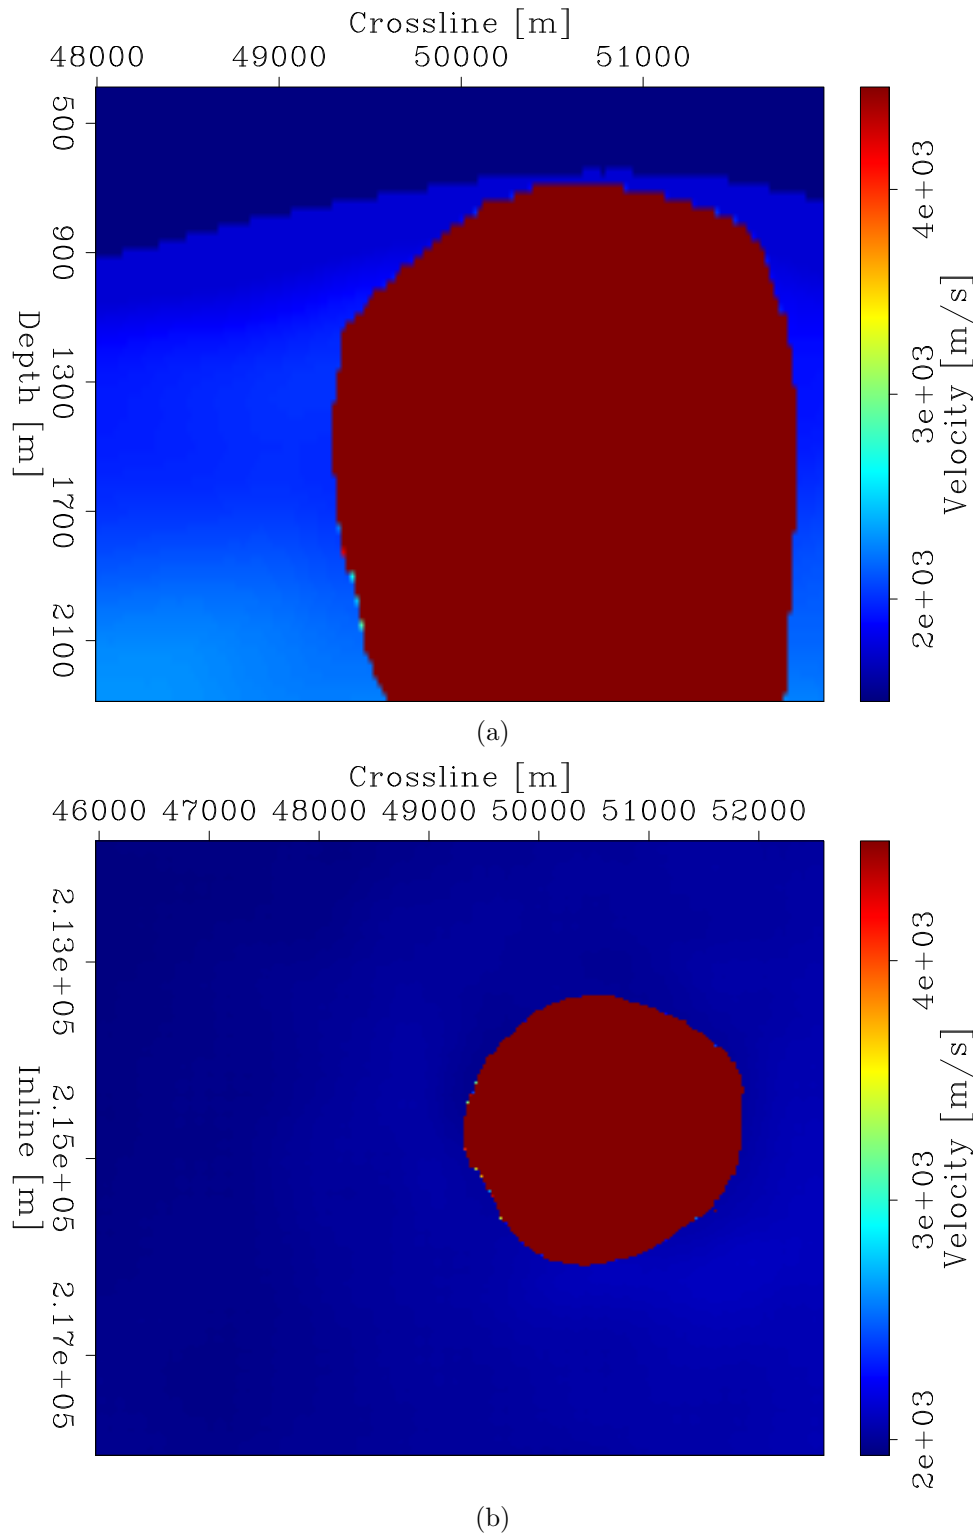 Crossline [m]
48000 49000 50000 51000
500
900
1300
1700
2100
Depth [m]
4e+03
3e+03
2e+03
Velocity [m/s]
(a)
Crossline [m]
46000 47000 48000 49000 50000 51000 52000
2.13e+05
2.15e+05
2.17e+05
Inline [m]
4e+03
3e+03
2e+03
Velocity [m/s]
(b)